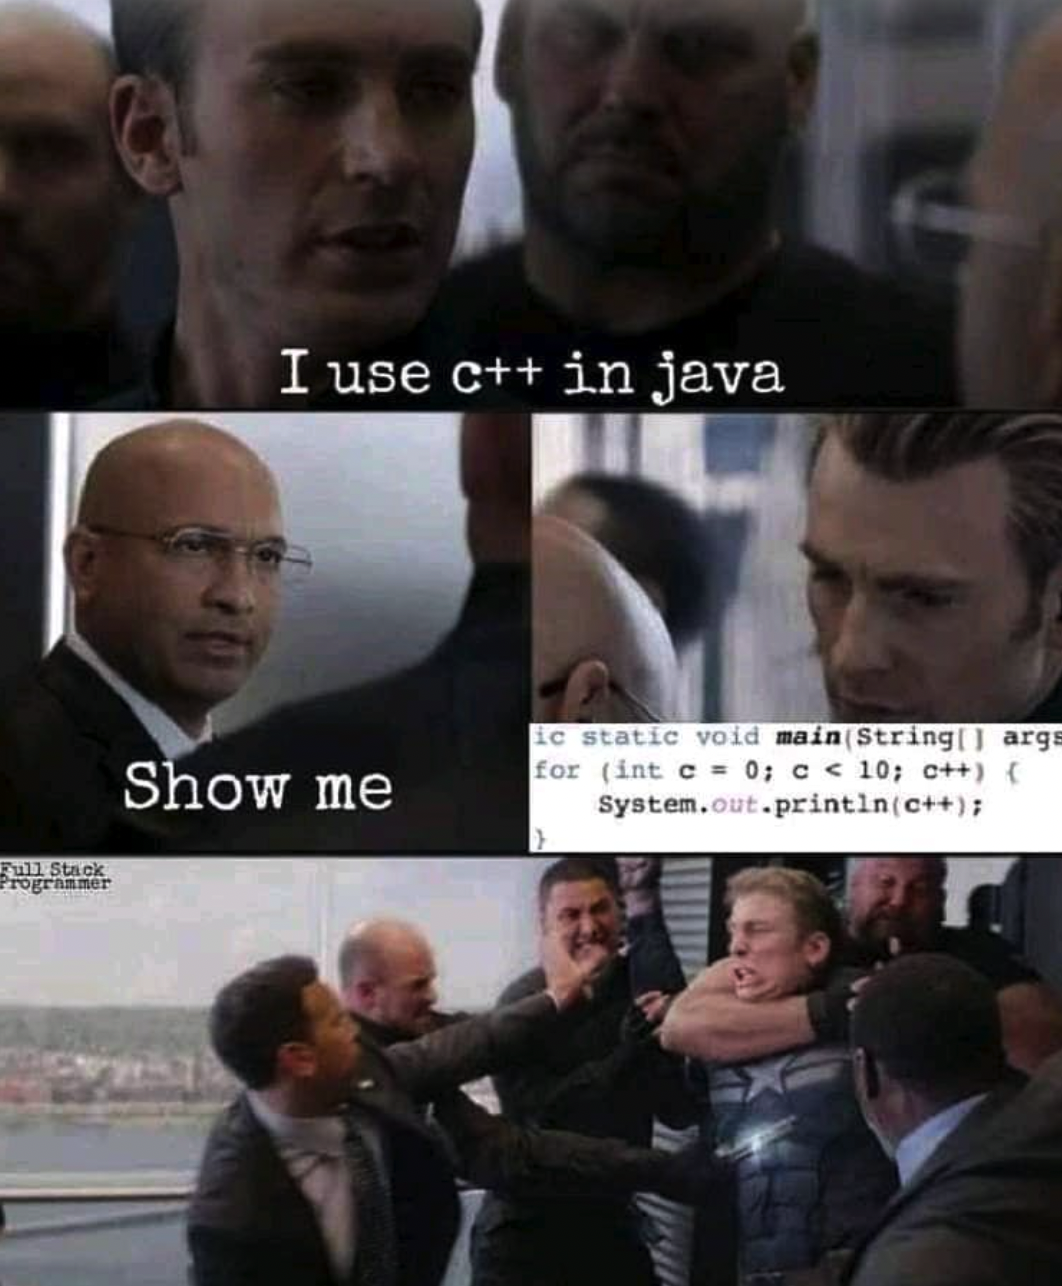 I use c++ in java
Show me
ic static void main(String[] args
for (int c = 0; c < 10; c++) {
System.out.println(c++);
}
Full Stack
Programmer